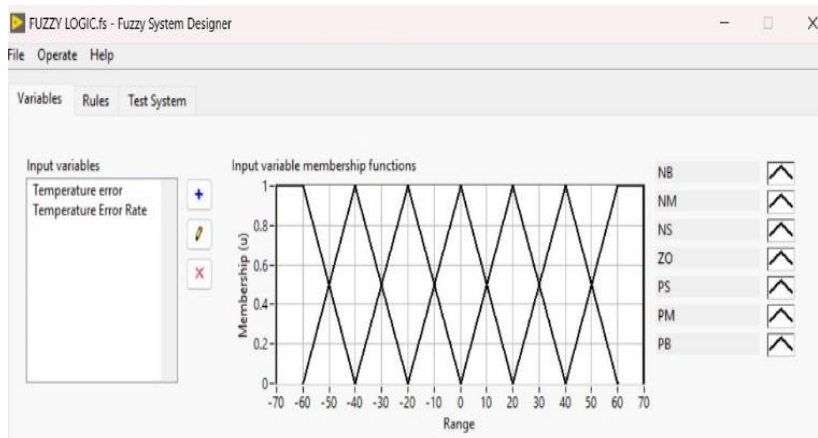 FUZZY LOGIC.fs - Fuzzy System Designer
File Operate Help
Variables Rules Test System
Input variables
Temperature error
Temperature Error Rate
Input variable membership functions
Membership (u)
1
0.8
0.6
0.4
0.2
0
-70 -60 -50 -40 -30 -20 -10 0 10 20 30 40 50 60 70
Range
NB
NM
NS
ZO
PS
PM
PB